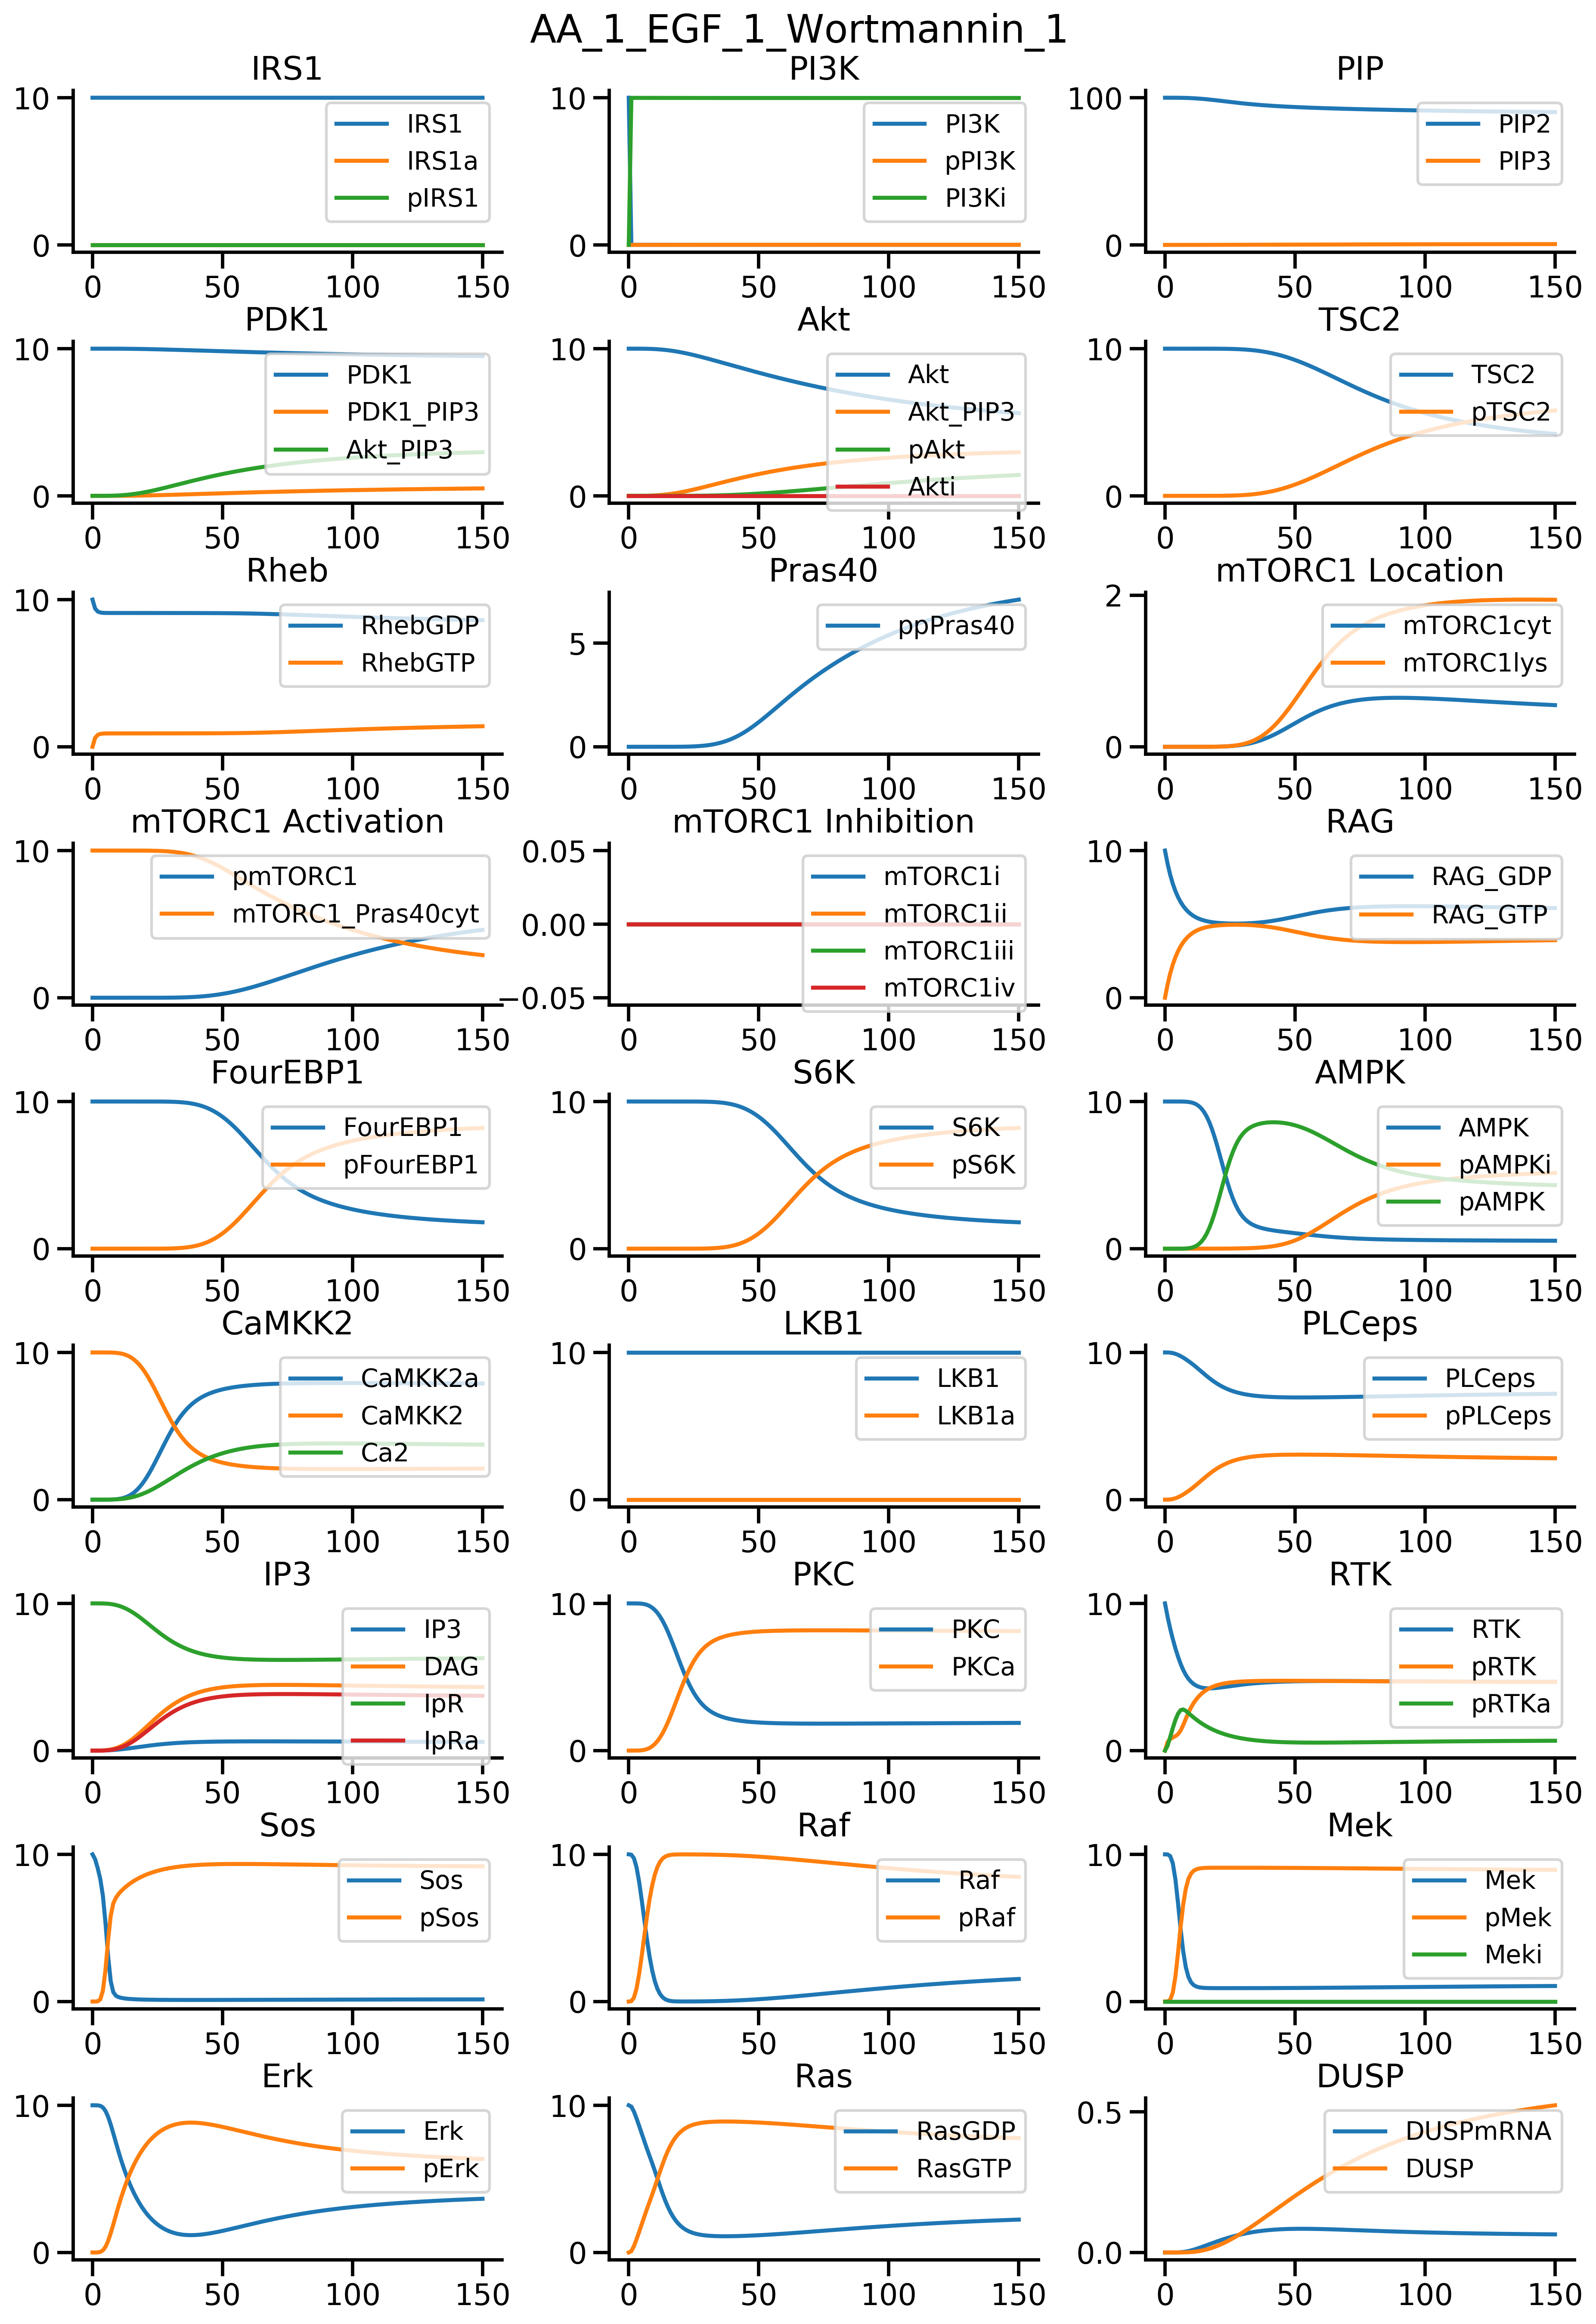 AA_1_EGF_1_Wortmannin_1
IRS1
PI3K
PIP
10
0
0 50 100 150
IRS1
IRS1a
pIRS1
10
0
0 50 100 150
PI3K
pPI3K
PI3Ki
100
0
0 50 100 150
PIP2
PIP3
PDK1
Akt
TSC2
10
0
0 50 100 150
PDK1
PDK1_PIP3
Akt_PIP3
10
0
0 50 100 150
Akt
Akt_PIP3
pAkt
Akti
10
0
0 50 100 150
TSC2
pTSC2
Rheb
Pras40
mTORC1 Location
10
0
0 50 100 150
RhebGDP
RhebGTP
5
0
0 50 100 150
ppPras40
2
0
0 50 100 150
mTORC1cyt
mTORC1lys
mTORC1 Activation
mTORC1 Inhibition
RAG
10
0
0 50 100 150
pmTORC1
mTORC1_Pras40cyt
0.05
0.00
−0.05
0 50 100 150
mTORC1i
mTORC1ii
mTORC1iii
mTORC1iv
10
0
0 50 100 150
RAG_GDP
RAG_GTP
FourEBP1
S6K
AMPK
10
0
0 50 100 150
FourEBP1
pFourEBP1
10
0
0 50 100 150
S6K
pS6K
10
0
0 50 100 150
AMPK
pAMPKi
pAMPK
CaMKK2
LKB1
PLCeps
10
0
0 50 100 150
CaMKK2a
CaMKK2
Ca2
10
0
0 50 100 150
LKB1
LKB1a
10
0
0 50 100 150
PLCeps
pPLCeps
IP3
PKC
RTK
10
0
0 50 100 150
IP3
DAG
IpR
IpRa
10
0
0 50 100 150
PKC
PKCa
10
0
0 50 100 150
RTK
pRTK
pRTKa
Sos
Raf
Mek
10
0
0 50 100 150
Sos
pSos
10
0
0 50 100 150
Raf
pRaf
10
0
0 50 100 150
Mek
pMek
Meki
Erk
Ras
DUSP
10
0
0 50 100 150
Erk
pErk
10
0
0 50 100 150
RasGDP
RasGTP
0.5
0.0
0 50 100 150
DUSPmRNA
DUSP